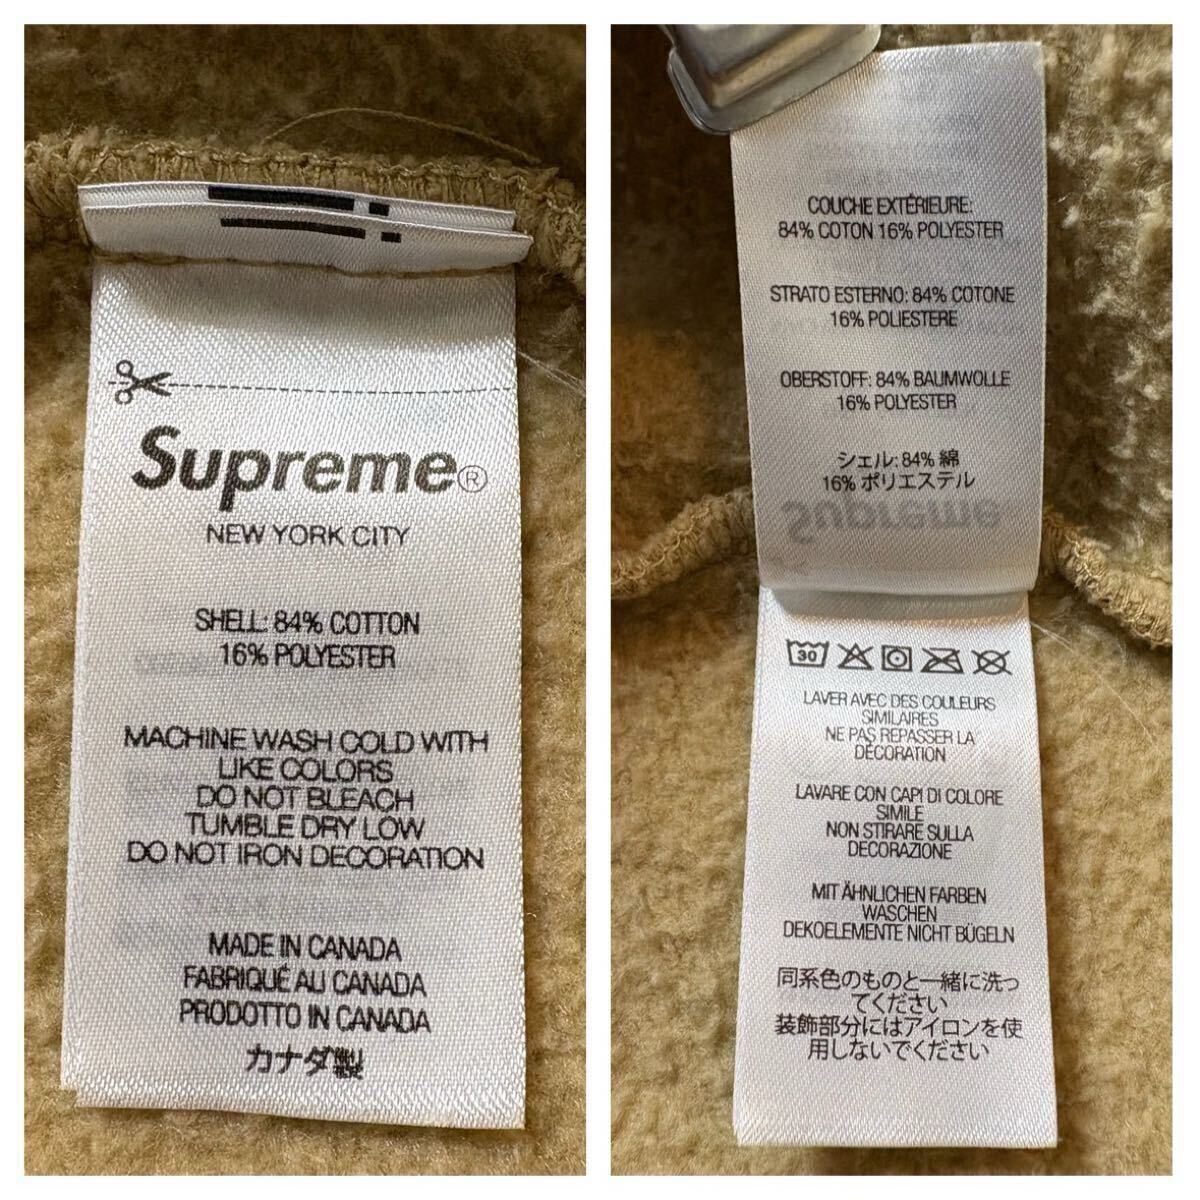 Supreme®
NEW YORK CITY
SHELL: 84% COTTON
16% POLYESTER
MACHINE WASH COLD WITH
LIKE COLORS
DO NOT BLEACH
TUMBLE DRY LOW
DO NOT IRON DECORATION
MADE IN CANADA
FABRIQUÉ AU CANADA
PRODOTTO IN CANADA
カナダ製
COUCHE EXTÉRIEURE:
84% COTON 16% POLYESTER
STRATO ESTERNO: 84% COTONE
16% POLIESTERE
OBERSTOFF: 84% BAUMWOLLE
16% POLYESTER
シェル: 84% 綿
16% ポリエステル
30
LAVER AVEC DES COULEURS
SIMILAIRES
NE PAS REPASSER LA
DÉCORATION
LAVARE CON CAPI DI COLORE
SIMILE
NON STIRARE SULLA
DECORAZIONE
MIT ÄHNLICHEN FARBEN
WASCHEN
DEKOELEMENTE NICHT BÜGELN
同系色のものと一緒に洗っ
てください
装飾部分にはアイロンを使
用しないでください